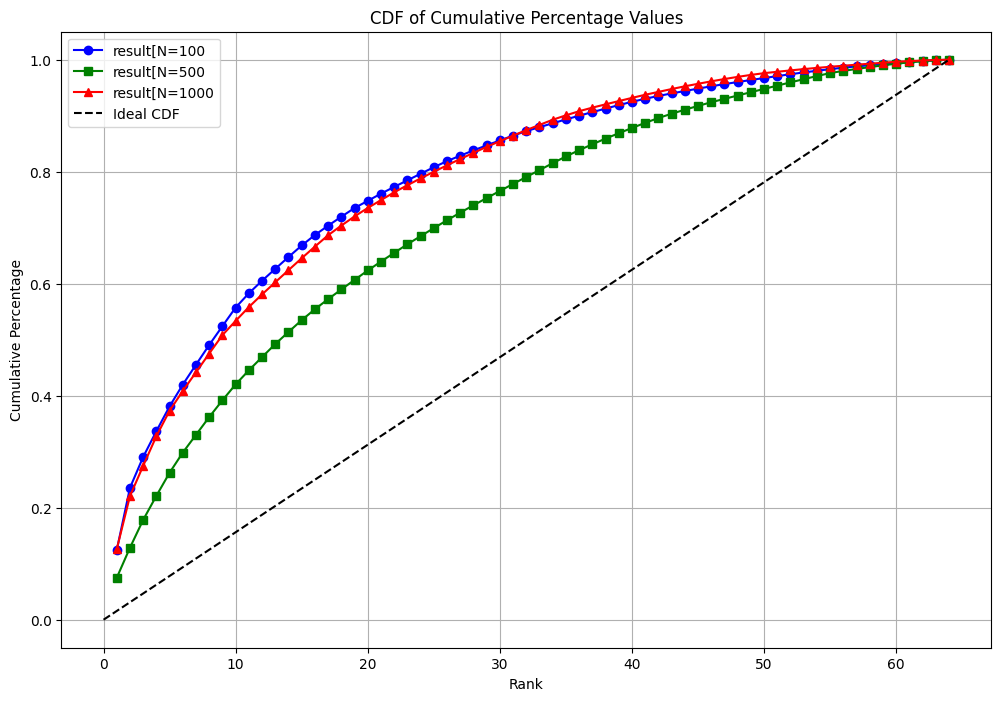 CDF of Cumulative Percentage Values
result[N=100
result[N=500
result[N=1000
Ideal CDF
Cumulative Percentage
1.0
0.8
0.6
0.4
0.2
0.0
0 10 20 30 40 50 60
Rank